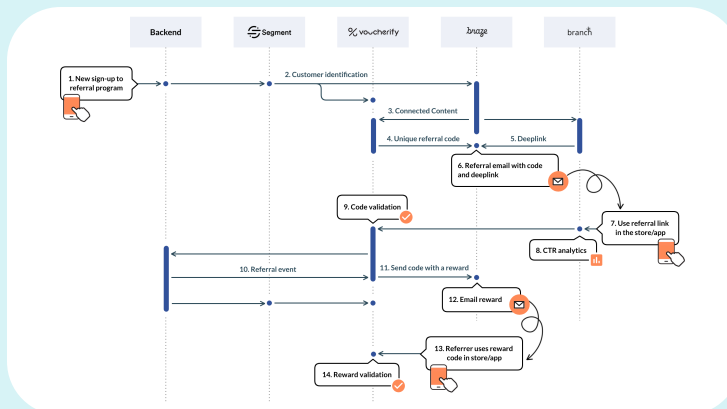 Backend
Segment
voucherify
braze
branch
1. New sign-up to
referral program
2. Customer identification
3. Connected Content
4. Unique referral code
5. Deeplink
6. Referral email with code
and deeplink
7. Use referral link
in the store/app
8. CTR analytics
9. Code validation
10. Referral event
11. Send code with a reward
12. Email reward
13. Referrer uses reward
code in store/app
14. Reward validation